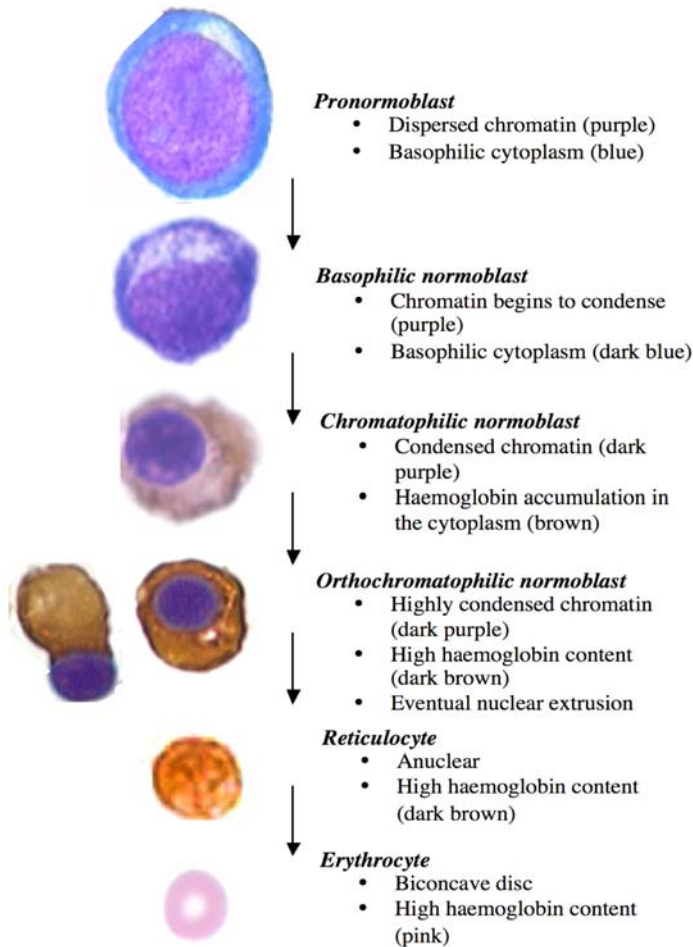 Pronormoblast
• Dispersed chromatin (purple)
• Basophilic cytoplasm (blue)
Basophilic normoblast
• Chromatin begins to condense
(purple)
• Basophilic cytoplasm (dark blue)
Chromatophilic normoblast
• Condensed chromatin (dark
purple)
• Haemoglobin accumulation in
the cytoplasm (brown)
Orthochromatophilic normoblast
• Highly condensed chromatin
(dark purple)
• High haemoglobin content
(dark brown)
• Eventual nuclear extrusion
Reticulocyte
• Anuclear
• High haemoglobin content
(dark brown)
Erythrocyte
• Biconcave disc
• High haemoglobin content
(pink)